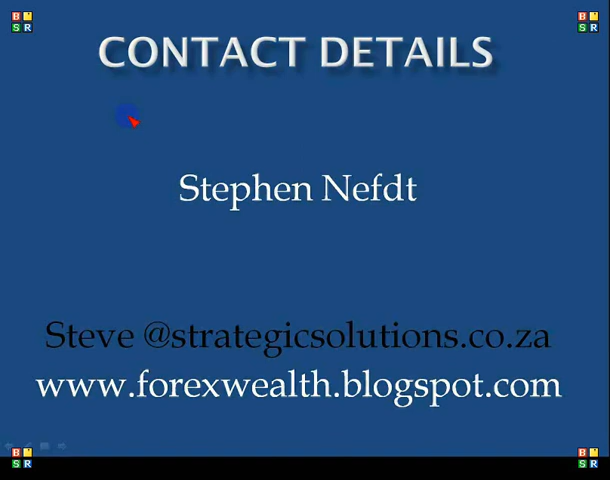 B S R
B S R
CONTACT DETAILS
Stephen Nefdt
Steve @strategicsolutions.co.za
www.forexwealth.blogspot.com
B S R
B S R